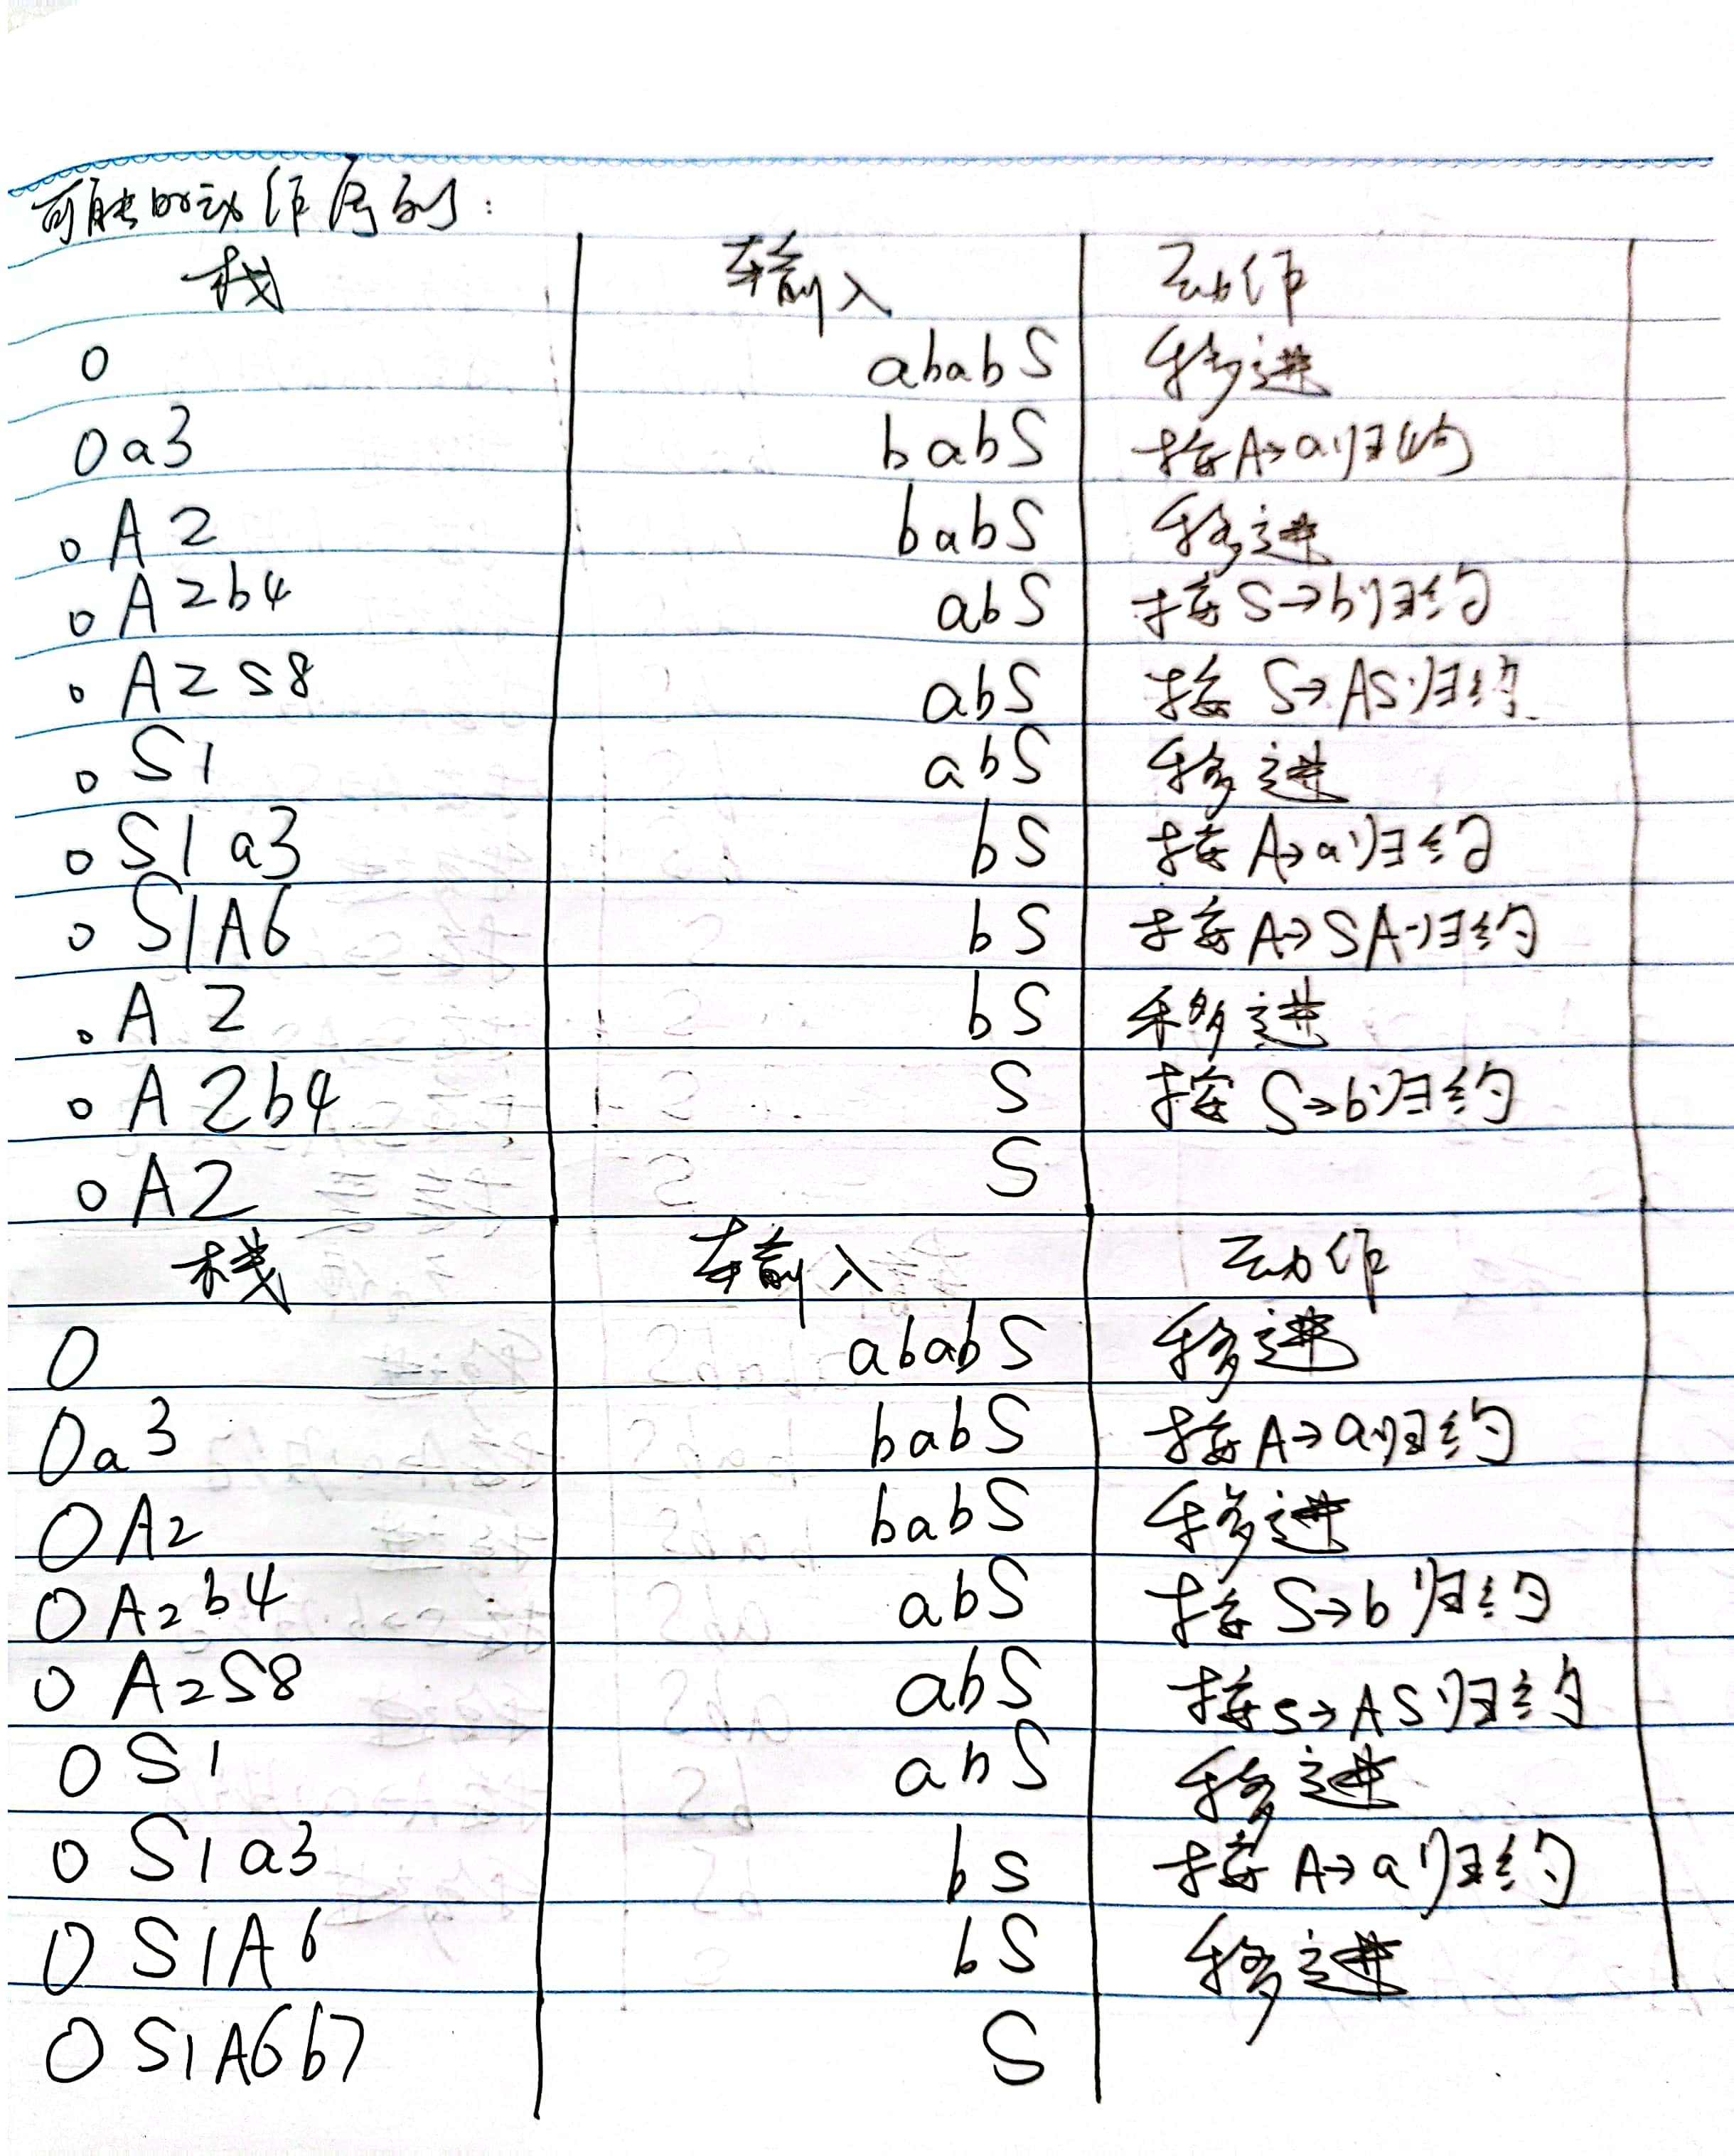 可能的动作序列：
栈 输入 动作
0 ababS 移进
0a3 babS 按A→a归约
0A2 babS 移进
0A2b4 abS 按S→b归约
0A2S8 abS 按S→AS归约
0S1 abS 移进
0S1a3 bS 按A→a归约
0S1A6 bS 按A→SA归约
0A2 bS 移进
0A2b4 S 按S→b归约
0A2 S
栈 输入 动作
0 ababS 移进
0a3 babS 按A→a归约
0A2 babS 移进
0A2b4 abS 按S→b归约
0A2S8 abS 按S→AS归约
0S1 abS 移进
0S1a3 bS 按A→a归约
0S1A6 bS 移进
0S1A6b7 S